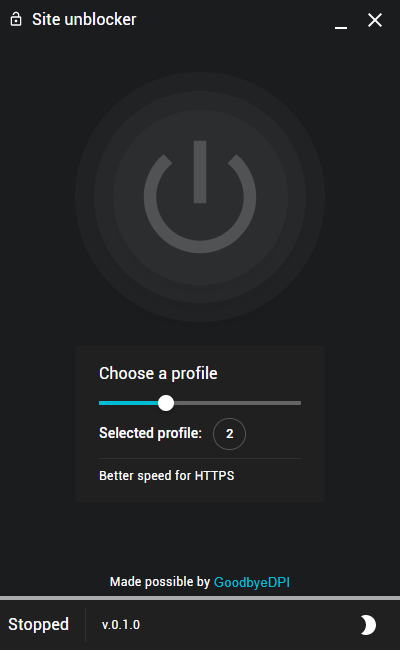 Site unblocker
Choose a profile
Selected profile: 2
Better speed for HTTPS
Made possible by GoodbyeDPI
Stopped v.0.1.0